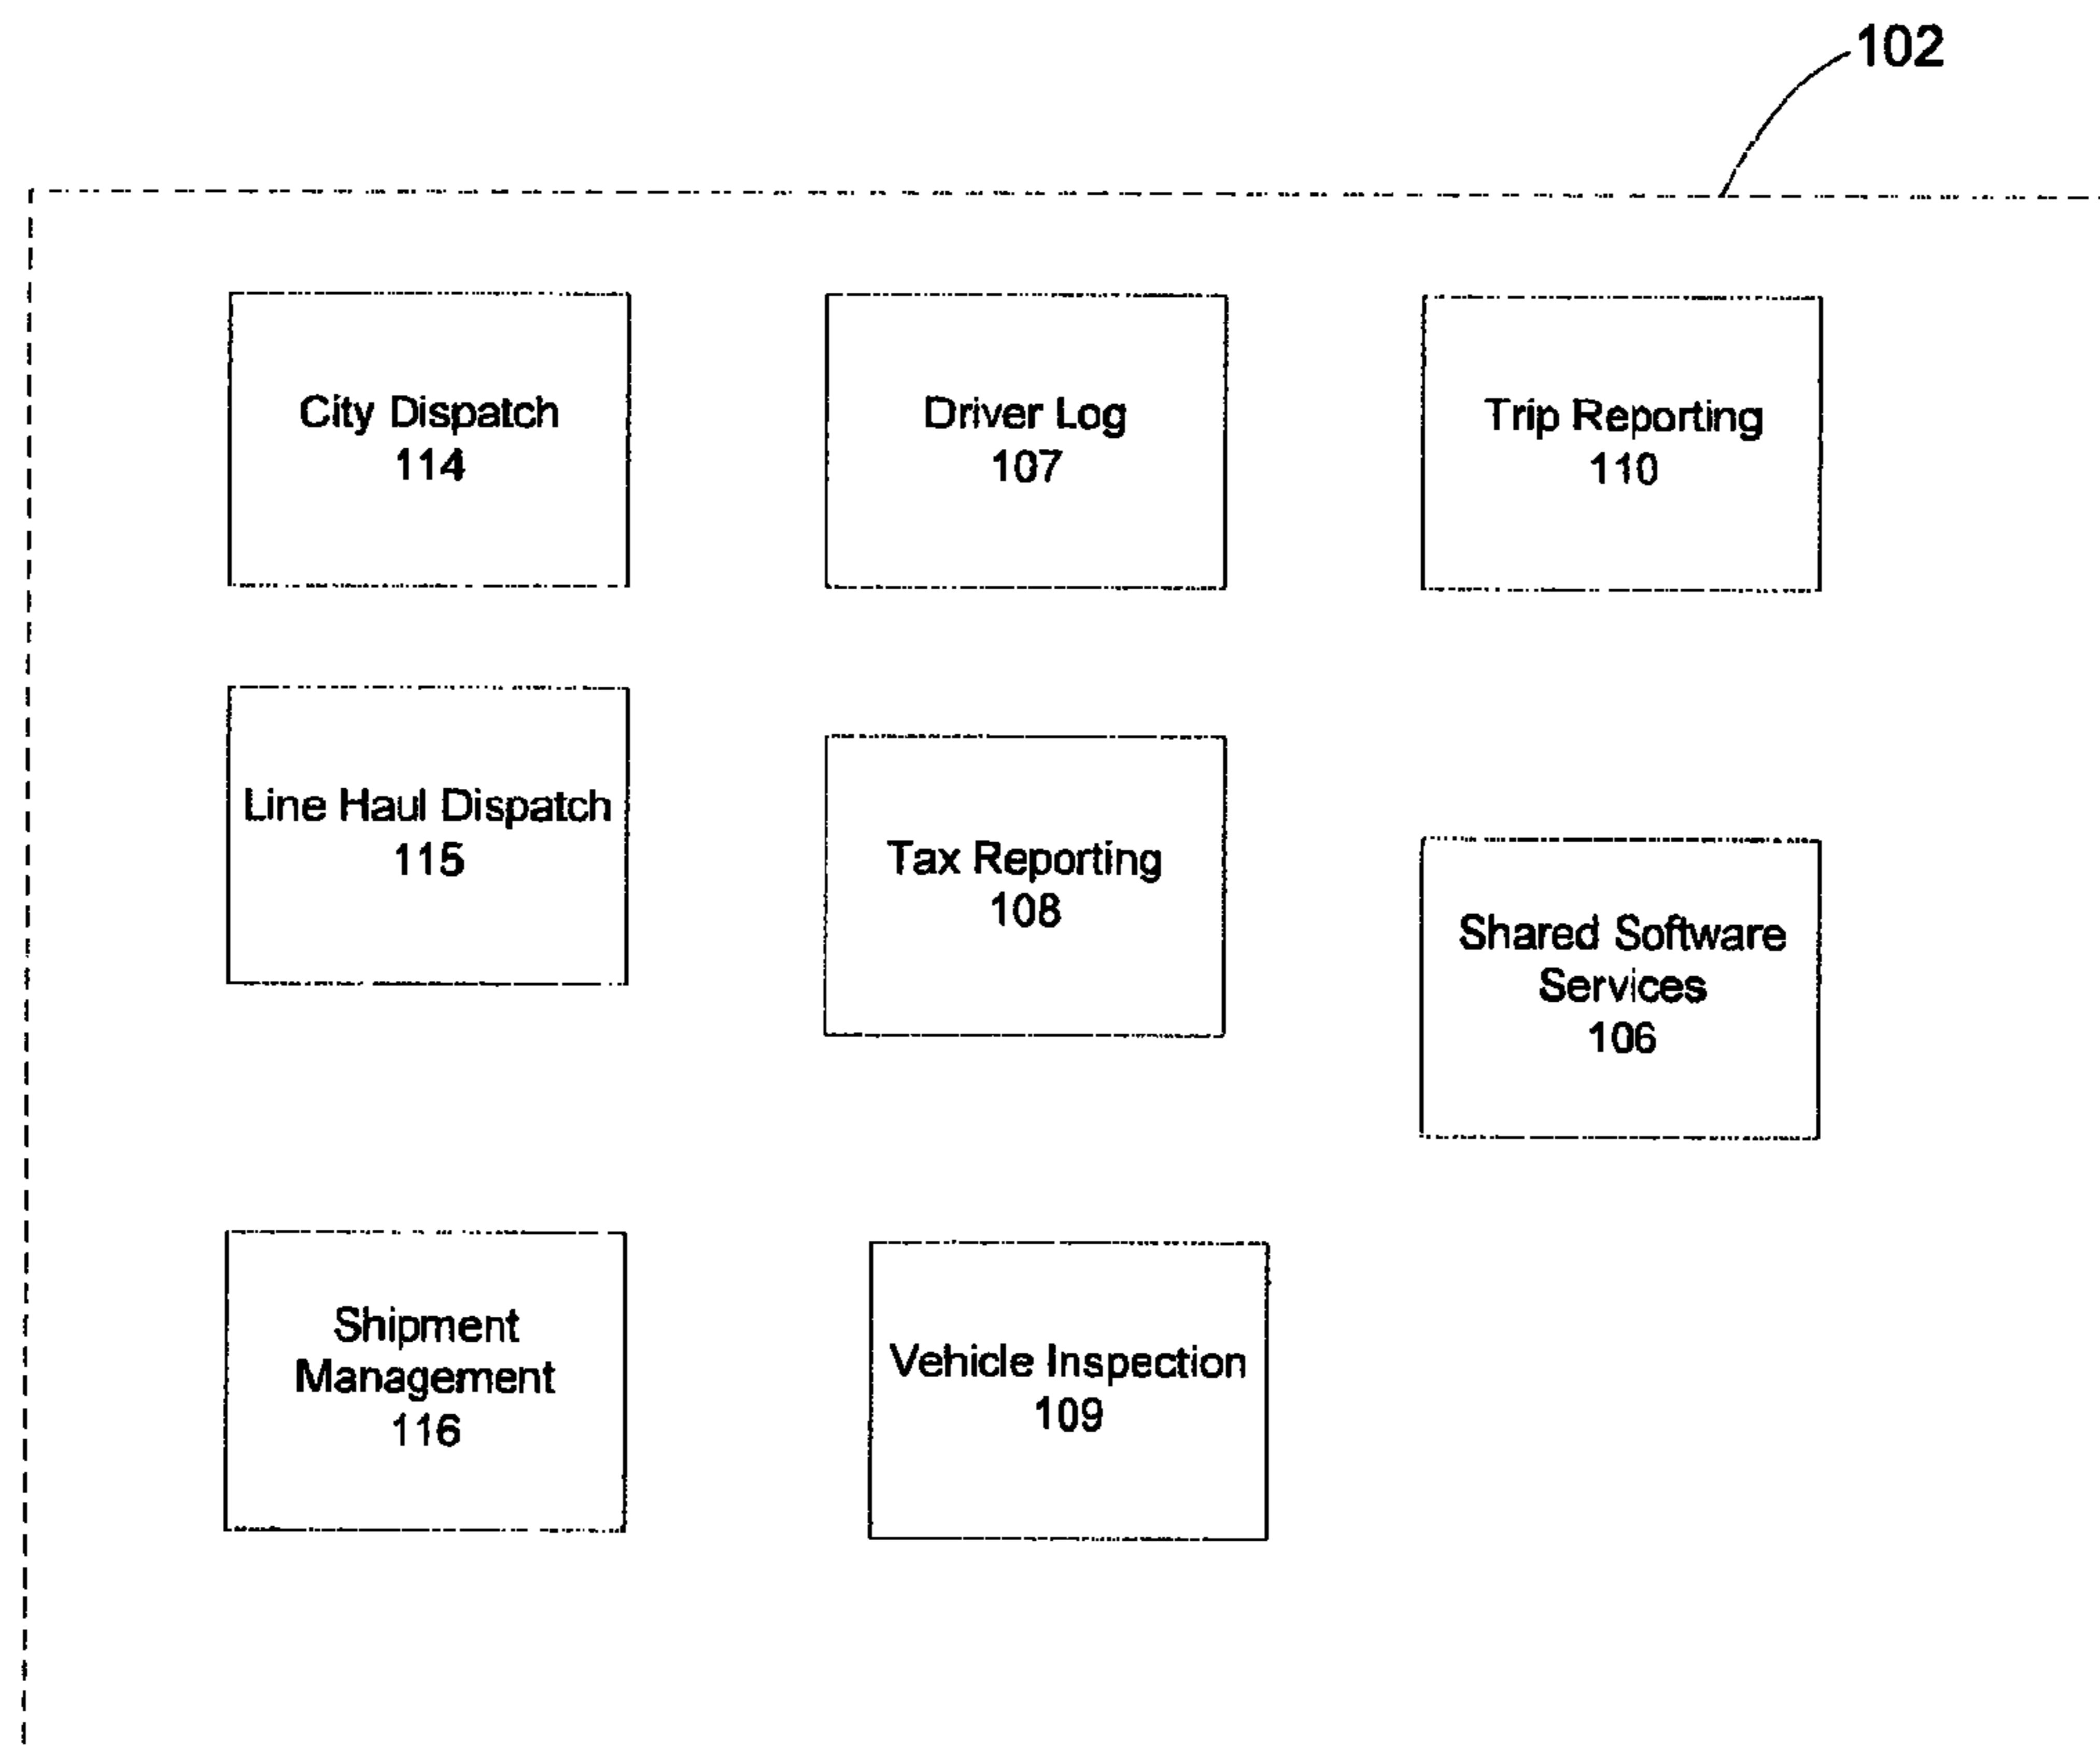 102
City Dispatch
114
Driver Log
107
Trip Reporting
110
Line Haul Dispatch
115
Tax Reporting
108
Shared Software
Services
106
Shipment
Management
116
Vehicle Inspection
109